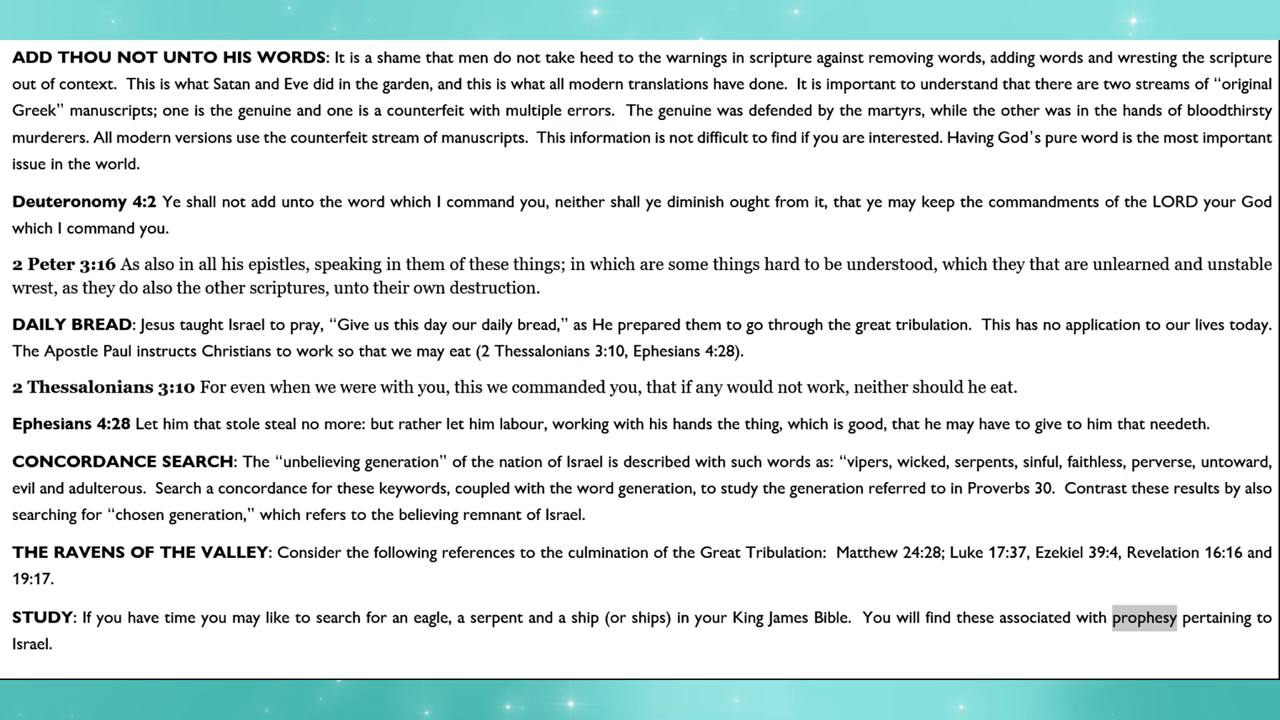 ADD THOU NOT UNTO HIS WORDS: It is a shame that men do not take heed to the warnings in scripture against removing words, adding words and wresting the scripture
out of context.  This is what Satan and Eve did in the garden, and this is what all modern translations have done.  It is important to understand that there are two streams of “original
Greek” manuscripts; one is the genuine and one is a counterfeit with multiple errors.  The genuine was defended by the martyrs, while the other was in the hands of bloodthirsty
murderers. All modern versions use the counterfeit stream of manuscripts.  This information is not difficult to find if you are interested. Having God's pure word is the most important
issue in the world.
Deuteronomy 4:2 Ye shall not add unto the word which I command you, neither shall ye diminish ought from it, that ye may keep the commandments of the LORD your God
which I command you.
2 Peter 3:16 As also in all his epistles, speaking in them of these things; in which are some things hard to be understood, which they that are unlearned and unstable
wrest, as they do also the other scriptures, unto their own destruction.
DAILY BREAD: Jesus taught Israel to pray, “Give us this day our daily bread,” as He prepared them to go through the great tribulation.  This has no application to our lives today.
The Apostle Paul instructs Christians to work so that we may eat (2 Thessalonians 3:10, Ephesians 4:28).
2 Thessalonians 3:10 For even when we were with you, this we commanded you, that if any would not work, neither should he eat.
Ephesians 4:28 Let him that stole steal no more: but rather let him labour, working with his hands the thing, which is good, that he may have to give to him that needeth.
CONCORDANCE SEARCH: The “unbelieving generation” of the nation of Israel is described with such words as: “vipers, wicked, serpents, sinful, faithless, perverse, untoward,
evil and adulterous.  Search a concordance for these keywords, coupled with the word generation, to study the generation referred to in Proverbs 30.  Contrast these results by also
searching for “chosen generation,” which refers to the believing remnant of Israel.
THE RAVENS OF THE VALLEY: Consider the following references to the culmination of the Great Tribulation:  Matthew 24:28; Luke 17:37, Ezekiel 39:4, Revelation 16:16 and
19:17.
STUDY: If you have time you may like to search for an eagle, a serpent and a ship (or ships) in your King James Bible.  You will find these associated with prophesy pertaining to
Israel.